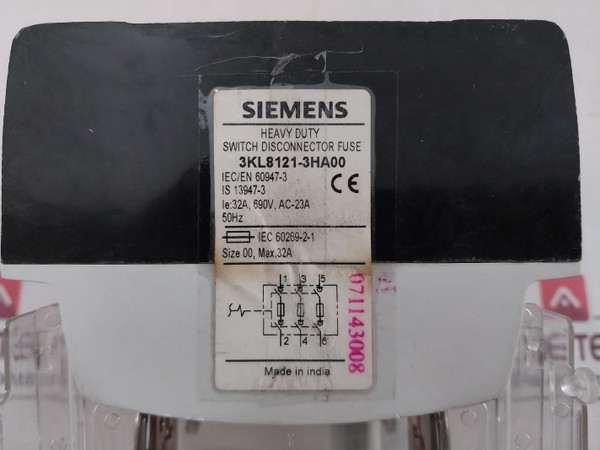 SIEMENS
HEAVY DUTY
SWITCH DISCONNECTOR FUSE
3KL8121-3HA00
IEC/EN 60947-3
IS 13947-3
CE
Ie:32A, 690V, AC-23A
50Hz
IEC 60269-2-1
Size 00, Max.32A
1 3 5
2 4 6
071143008
Made in india